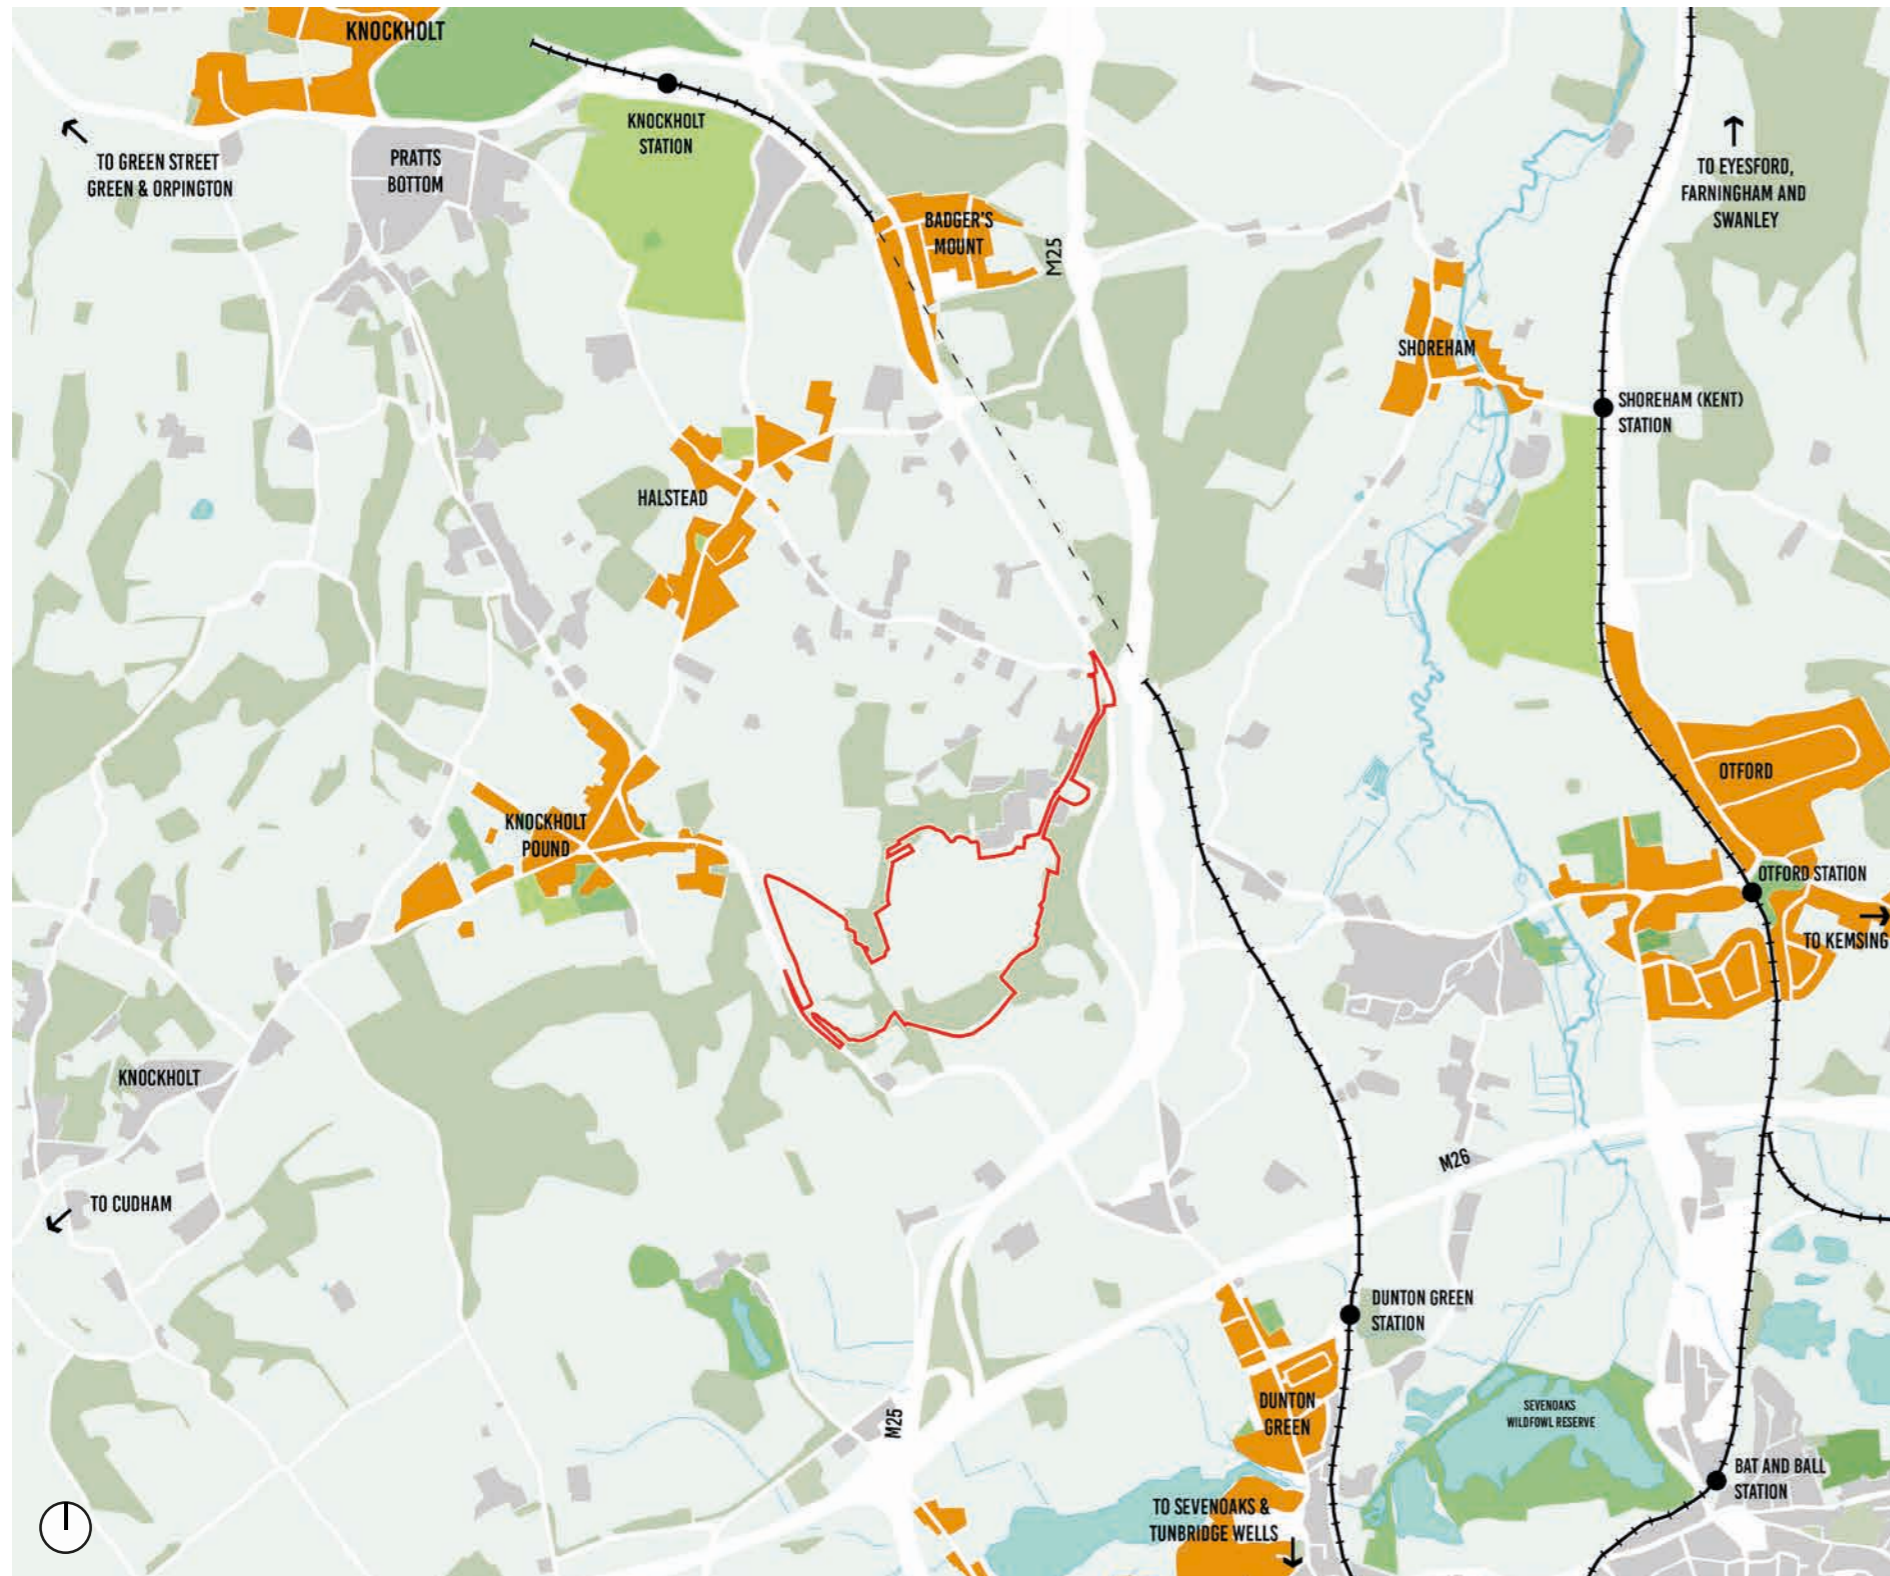 KNOCKHOLT
KNOCKHOLT
STATION
TO GREEN STREET
GREEN & ORPINGTON
PRATTS
BOTTOM
TO EYESFORD,
FARNINGHAM AND
SWANLEY
BADGER'S
MOUNT
M25
SHOREHAM
SHOREHAM (KENT)
STATION
HALSTEAD
OTFORD
KNOCKHOLT
POUND
OTFORD STATION
TO KEMSING
KNOCKHOLT
M26
TO CUDHAM
DUNTON GREEN
STATION
DUNTON
GREEN
M25
SEVENOAKS
WILDFOWL RESERVE
BAT AND BALL
STATION
TO SEVENOAKS &
TUNBRIDGE WELLS